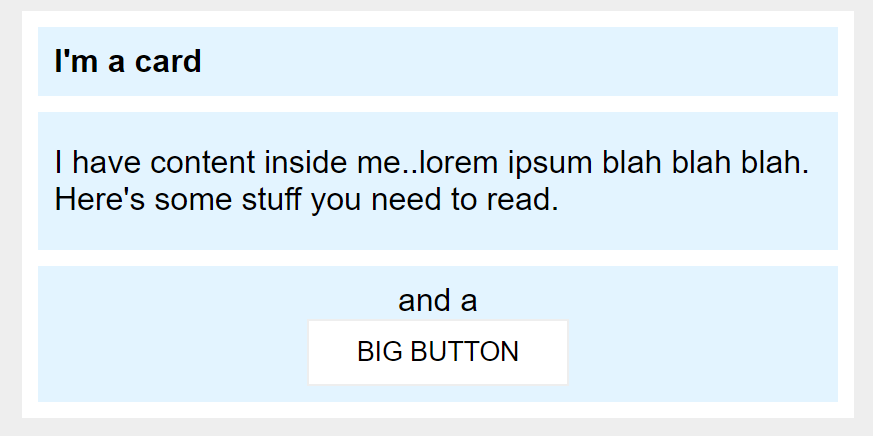 I'm a card
I have content inside me..lorem ipsum blah blah blah.
Here's some stuff you need to read.
and a
BIG BUTTON